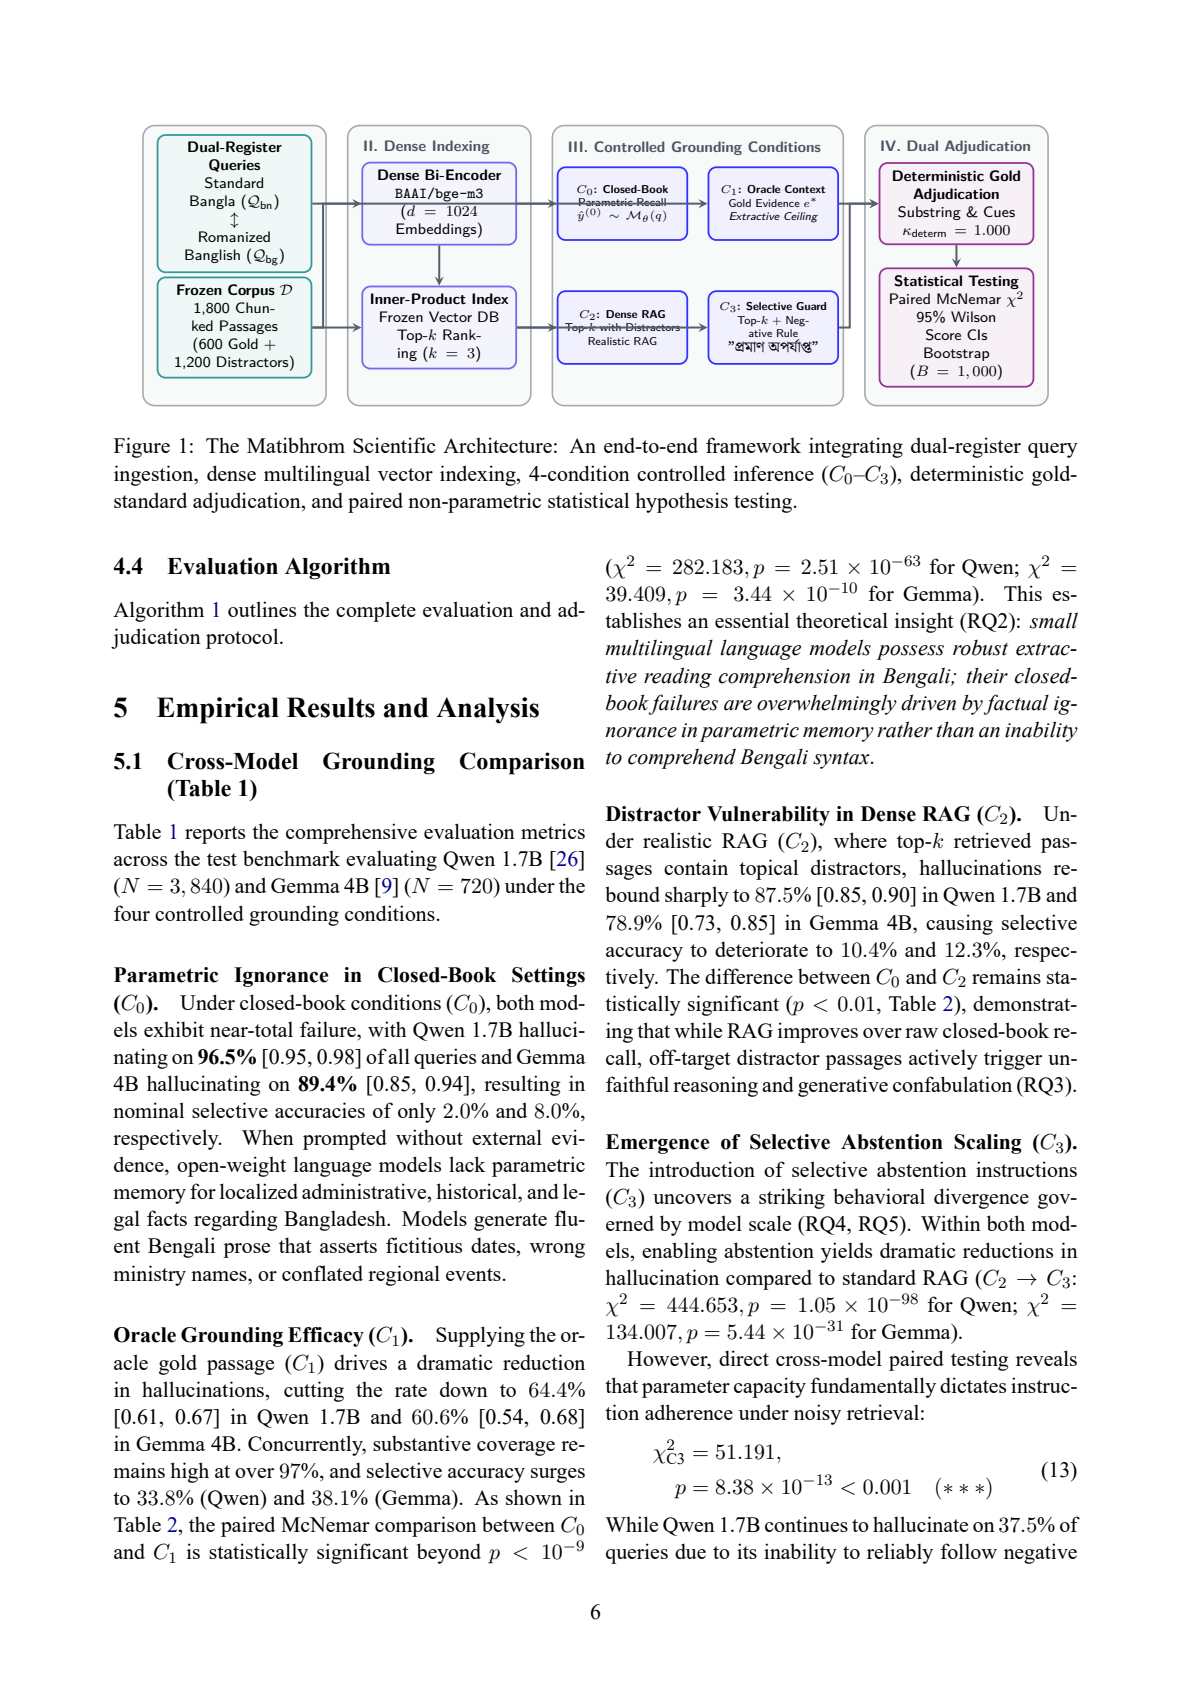 Dual-Register
Queries
Standard
Bangla (𝒬bn)
↕
Romanized
Banglish (𝒬bg)
Frozen Corpus 𝒟
1,800 Chun-
ked Passages
(600 Gold +
1,200 Distractors)
II. Dense Indexing
Dense Bi-Encoder
BAAI/bge-m3
(d = 1024
Embeddings)
Inner-Product Index
Frozen Vector DB
Top-k Rank-
ing (k = 3)
III. Controlled Grounding Conditions
C0: Closed-Book
Parametric Recall
ŷ(0) ∼ ℳθ(q)
C1: Oracle Context
Gold Evidence e*
Extractive Ceiling
C2: Dense RAG
Top-k with Distractors
Realistic RAG
C3: Selective Guard
Top-k + Neg-
ative Rule
”প্রমাণ অপর্যাপ্ত”
IV. Dual Adjudication
Deterministic Gold
Adjudication
Substring & Cues
κdeterm = 1.000
Statistical Testing
Paired McNemar χ2
95% Wilson
Score CIs
Bootstrap
(B = 1,000)
Figure 1: The Matibhrom Scientific Architecture: An end-to-end framework integrating dual-register query
ingestion, dense multilingual vector indexing, 4-condition controlled inference (C0–C3), deterministic gold-
standard adjudication, and paired non-parametric statistical hypothesis testing.
4.4 Evaluation Algorithm
Algorithm 1 outlines the complete evaluation and ad-
judication protocol.
5 Empirical Results and Analysis
5.1 Cross-Model Grounding Comparison
(Table 1)
Table 1 reports the comprehensive evaluation metrics
across the test benchmark evaluating Qwen 1.7B [26]
(N = 3, 840) and Gemma 4B [9] (N = 720) under the
four controlled grounding conditions.
Parametric Ignorance in Closed-Book Settings
(C0). Under closed-book conditions (C0), both mod-
els exhibit near-total failure, with Qwen 1.7B halluci-
nating on 96.5% [0.95, 0.98] of all queries and Gemma
4B hallucinating on 89.4% [0.85, 0.94], resulting in
nominal selective accuracies of only 2.0% and 8.0%,
respectively. When prompted without external evi-
dence, open-weight language models lack parametric
memory for localized administrative, historical, and le-
gal facts regarding Bangladesh. Models generate flu-
ent Bengali prose that asserts fictitious dates, wrong
ministry names, or conflated regional events.
Oracle Grounding Efficacy (C1). Supplying the or-
acle gold passage (C1) drives a dramatic reduction
in hallucinations, cutting the rate down to 64.4%
[0.61, 0.67] in Qwen 1.7B and 60.6% [0.54, 0.68]
in Gemma 4B. Concurrently, substantive coverage re-
mains high at over 97%, and selective accuracy surges
to 33.8% (Qwen) and 38.1% (Gemma). As shown in
Table 2, the paired McNemar comparison between C0
and C1 is statistically significant beyond p < 10−9
(χ2 = 282.183, p = 2.51 × 10−63 for Qwen; χ2 =
39.409, p = 3.44 × 10−10 for Gemma). This es-
tablishes an essential theoretical insight (RQ2): small
multilingual language models possess robust extrac-
tive reading comprehension in Bengali; their closed-
book failures are overwhelmingly driven by factual ig-
norance in parametric memory rather than an inability
to comprehend Bengali syntax.
Distractor Vulnerability in Dense RAG (C2). Un-
der realistic RAG (C2), where top-k retrieved pas-
sages contain topical distractors, hallucinations re-
bound sharply to 87.5% [0.85, 0.90] in Qwen 1.7B and
78.9% [0.73, 0.85] in Gemma 4B, causing selective
accuracy to deteriorate to 10.4% and 12.3%, respec-
tively. The difference between C0 and C2 remains sta-
tistically significant (p < 0.01, Table 2), demonstrat-
ing that while RAG improves over raw closed-book re-
call, off-target distractor passages actively trigger un-
faithful reasoning and generative confabulation (RQ3).
Emergence of Selective Abstention Scaling (C3).
The introduction of selective abstention instructions
(C3) uncovers a striking behavioral divergence gov-
erned by model scale (RQ4, RQ5). Within both mod-
els, enabling abstention yields dramatic reductions in
hallucination compared to standard RAG (C2 → C3:
χ2 = 444.653, p = 1.05 × 10−98 for Qwen; χ2 =
134.007, p = 5.44 × 10−31 for Gemma).
However, direct cross-model paired testing reveals
that parameter capacity fundamentally dictates instruc-
tion adherence under noisy retrieval:
χ2C3 = 51.191,
p = 8.38 × 10−13 < 0.001 (∗ ∗ ∗)
(13)
While Qwen 1.7B continues to hallucinate on 37.5% of
queries due to its inability to reliably follow negative
6